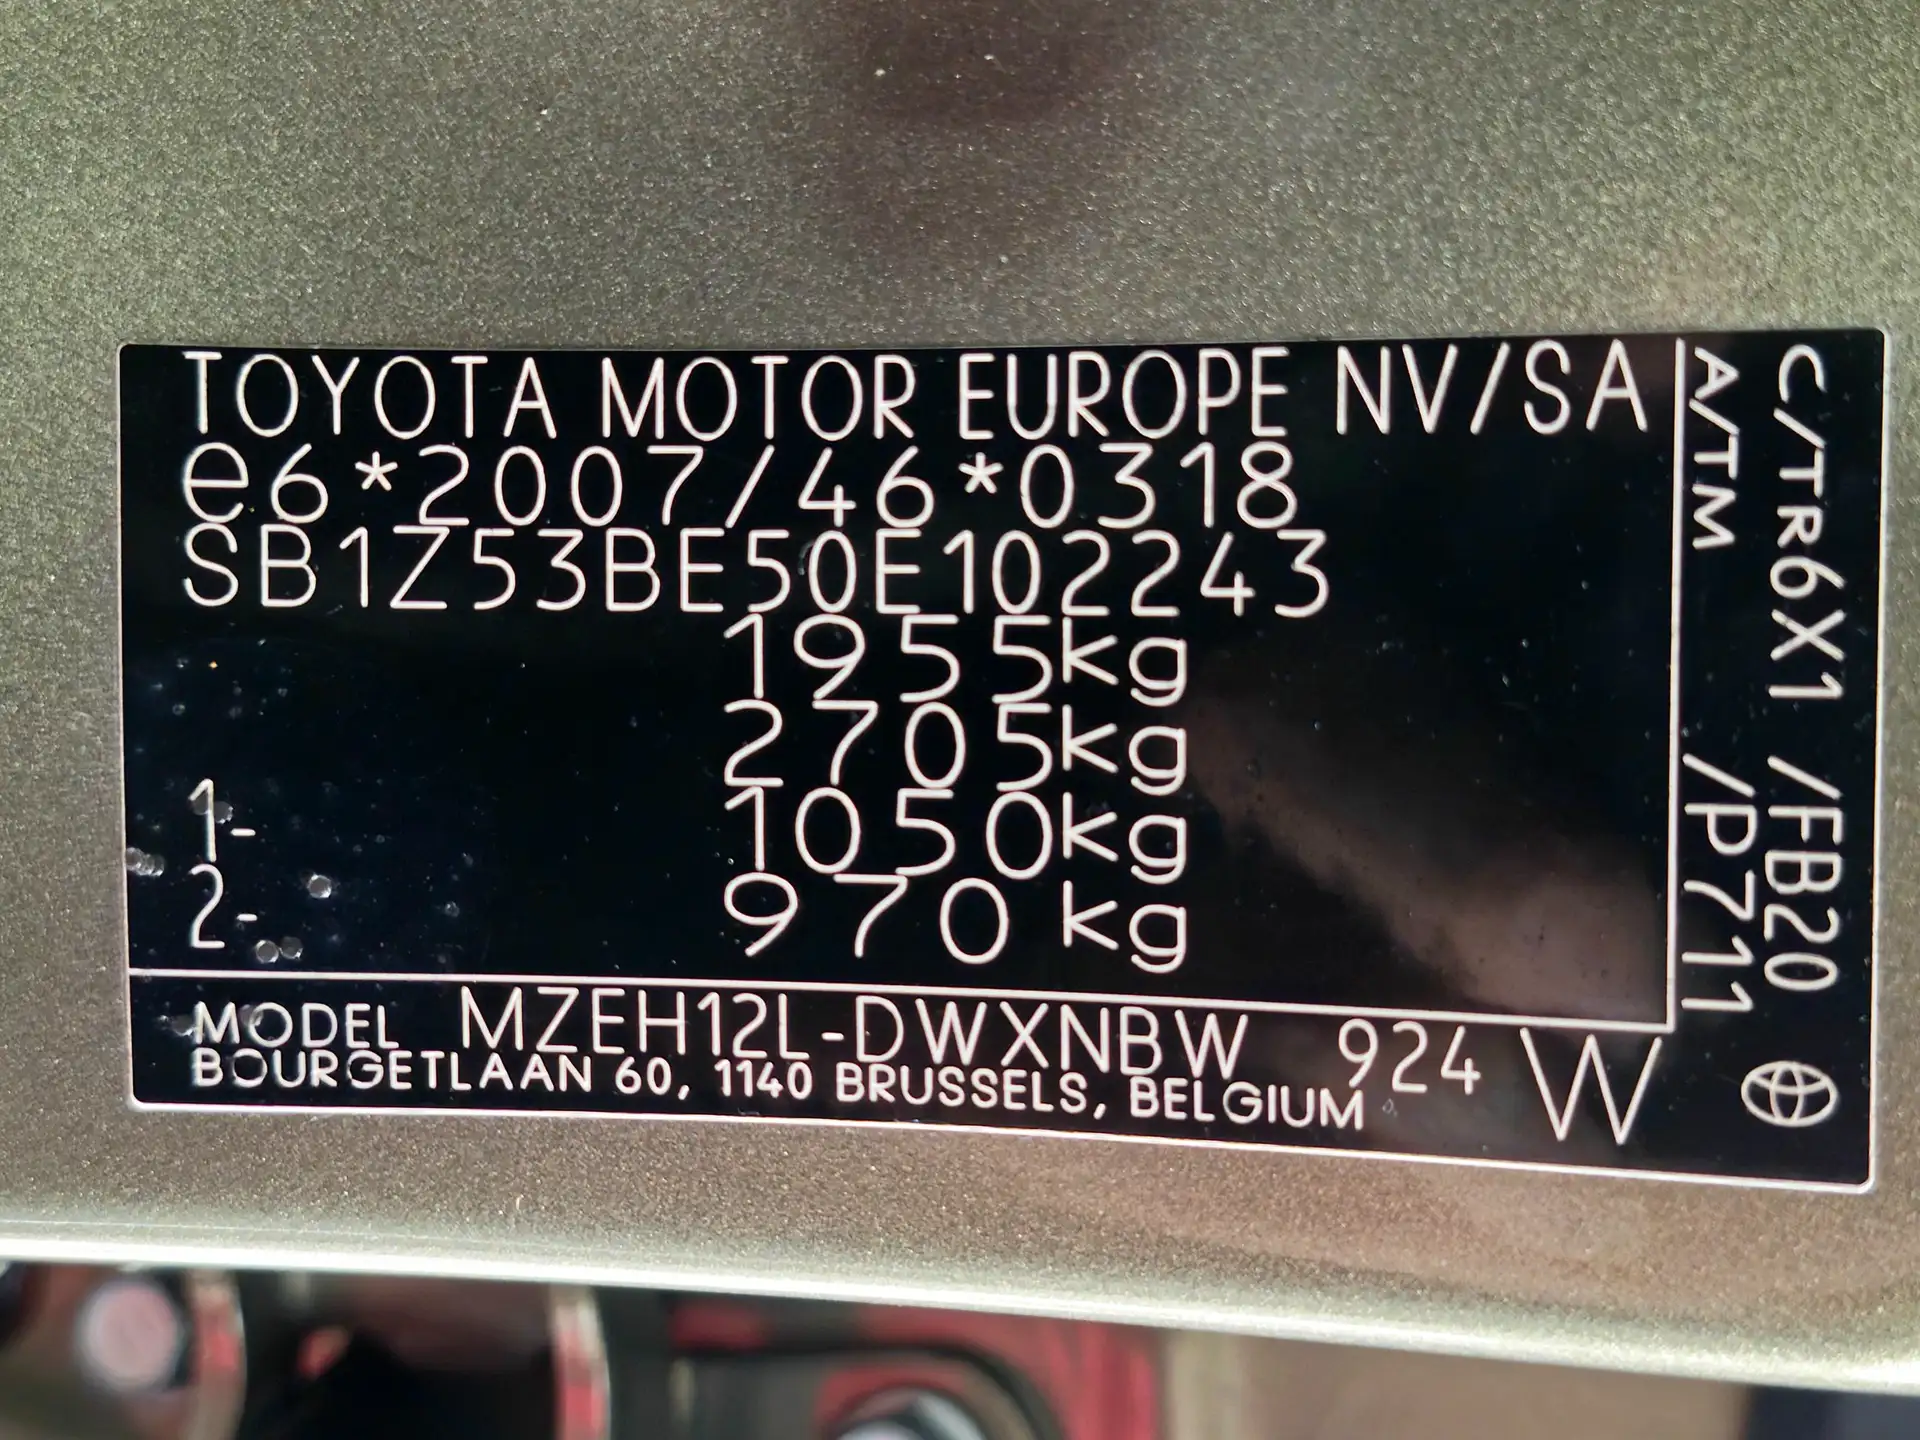 TOYOTA MOTOR EUROPE NV/SA
e6*2007/46*0318
SB1Z53BE50E102243
1955kg
2705kg
1- 1050kg
2- 970 kg
MODEL MZEH12L-DWXNBW 924 W
BOURGETLAAN 60, 1140 BRUSSELS, BELGIUM
C/TR6X1 /FB20
A/TM /P711